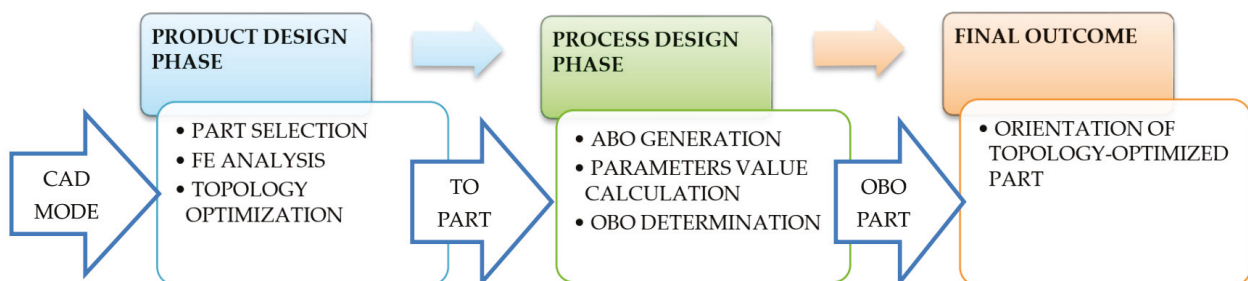 PRODUCT DESIGN
PHASE
PROCESS DESIGN
PHASE
FINAL OUTCOME
CAD
MODE
• PART SELECTION
• FE ANALYSIS
• TOPOLOGY
OPTIMIZATION
TO
PART
• ABO GENERATION
• PARAMETERS VALUE
CALCULATION
• OBO DETERMINATION
OBO
PART
• ORIENTATION OF
TOPOLOGY-OPTIMIZED
PART